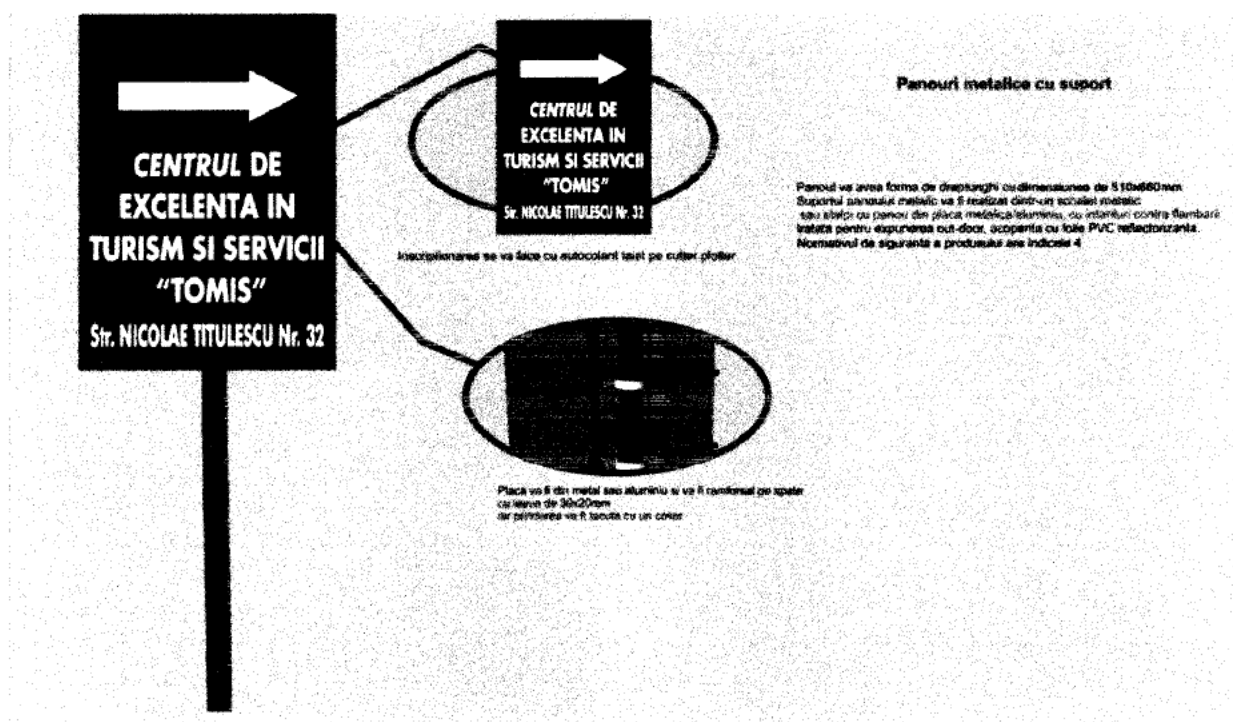 CENTRUL DE
EXCELENTA IN
TURISM SI SERVICII
"TOMIS"
Str. NICOLAE TITULESCU Nr. 32
CENTRUL DE
EXCELENTA IN
TURISM SI SERVICII
"TOMIS"
Str. NICOLAE TITULESCU Nr. 32
Inscriptionarea se va face cu autocolant taiat pe cutter plotter
Placa va fi din metal sau aluminiu si va fi ramforsat pe spate
cu teava de 30x20mm
iar prinderea va fi facuta cu un colier
Panouri metalice cu suport
Panoul va avea forma de dreptunghi cu dimensiunea de 510x660mm
Suportul panoului metalic va fi realizat dintr-un schelet metalic
sau stalpi cu panou din placa metalica/aluminiu, cu intarituri contra flambarii
tratata pentru expunerea out-door, acoperita cu folie PVC reflectorizanta.
Normativul de siguranta a produsului are indicele 4